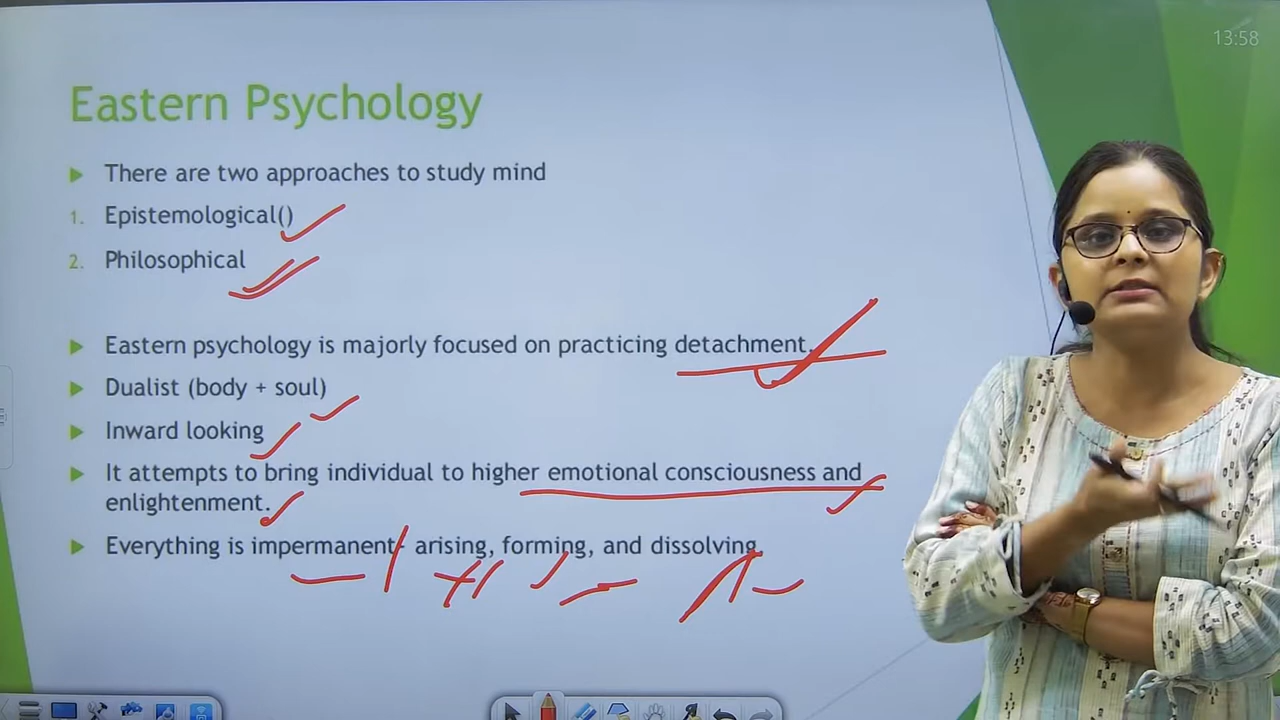 13:58
Eastern Psychology
There are two approaches to study mind
1. Epistemological()
2. Philosophical
Eastern psychology is majorly focused on practicing detachment.
Dualist (body + soul)
Inward looking
It attempts to bring individual to higher emotional consciousness and
enlightenment.
Everything is impermanent- arising, forming, and dissolving.